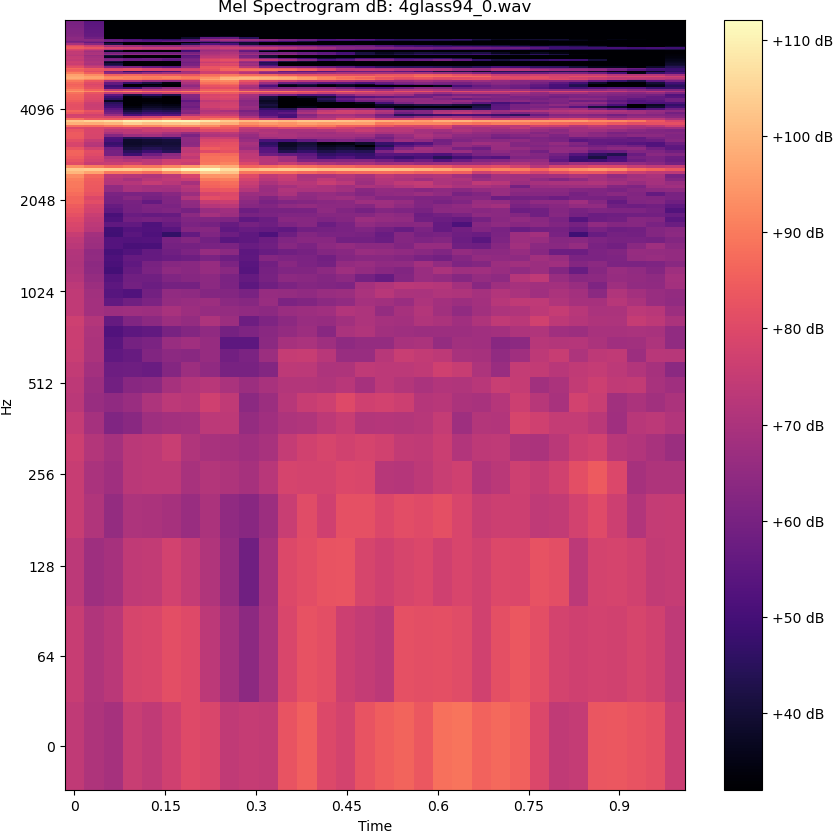 Mel Spectrogram dB: 4glass94_0.wav
+110 dB
4096
+100 dB
2048
+90 dB
1024
+80 dB
512
Hz
+70 dB
256
+60 dB
128
+50 dB
64
+40 dB
0
0 0.15 0.3 0.45 0.6 0.75 0.9
Time